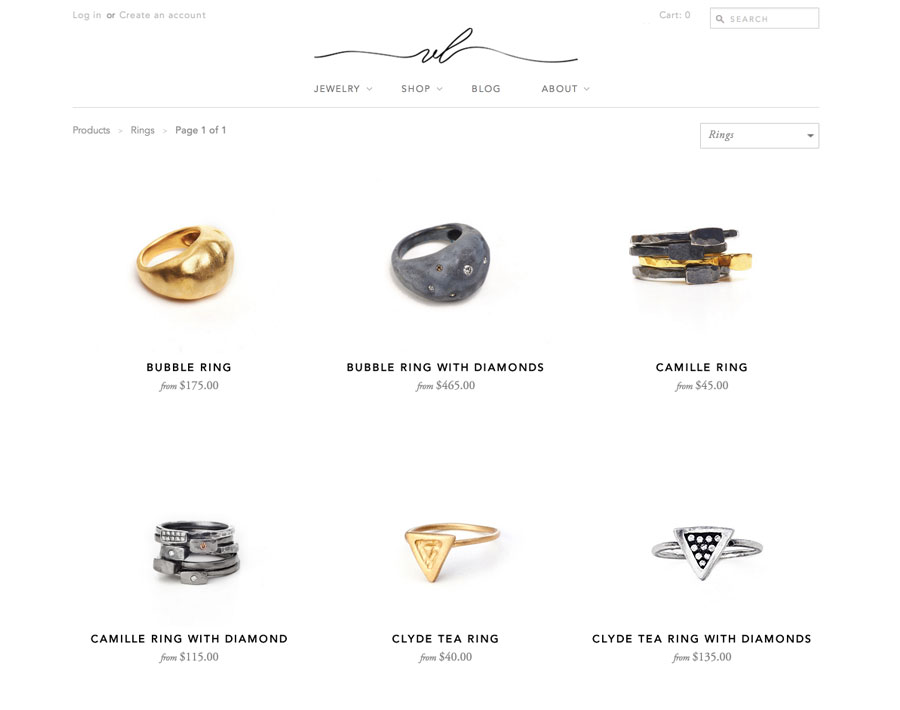 Log in or Create an account
Cart: 0
SEARCH
JEWELRY SHOP BLOG ABOUT
Products > Rings > Page 1 of 1
Rings
BUBBLE RING
from $175.00
BUBBLE RING WITH DIAMONDS
from $465.00
CAMILLE RING
from $45.00
CAMILLE RING WITH DIAMOND
from $115.00
CLYDE TEA RING
from $40.00
CLYDE TEA RING WITH DIAMONDS
from $135.00